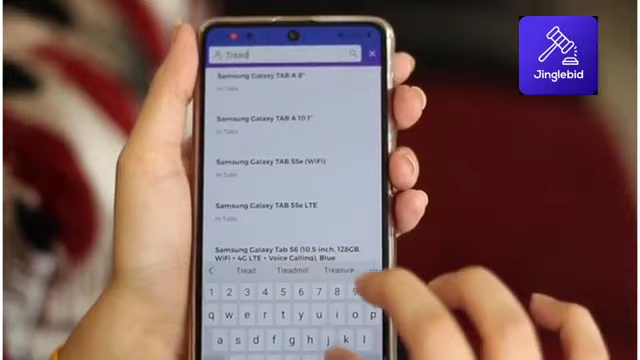 Tread
Samsung Galaxy TAB A 8"
in Tabs
Samsung Galaxy TAB A 10.1"
in Tabs
Samsung Galaxy TAB S5e (WiFi)
in Tabs
Samsung Galaxy TAB S5e LTE
in Tabs
Samsung Galaxy Tab S6 (10.5-inch, 128GB,
WiFi + 4G LTE + Voice Calling), Blue
Tread Treadmill Treasure
1 2 3 4 5 6 7 8 9
q w e r t y u i o p
a s d f g h j k l
Jinglebid